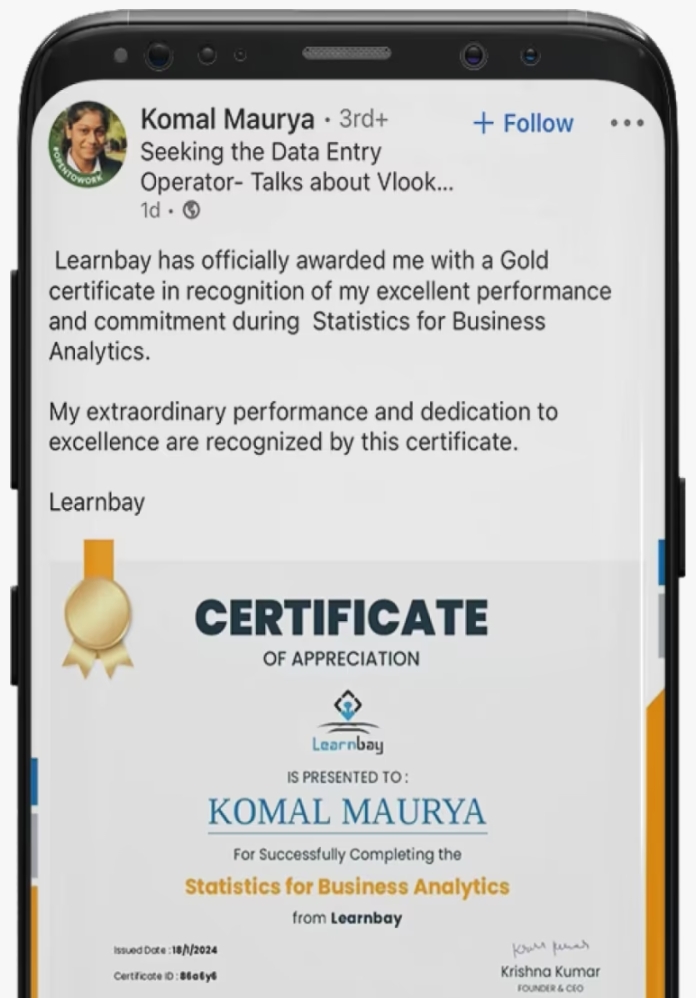 Komal Maurya · 3rd+
+ Follow
Seeking the Data Entry
Operator- Talks about Vlook...
1d ·
#OPENTOWORK
Learnbay has officially awarded me with a Gold
certificate in recognition of my excellent performance
and commitment during Statistics for Business
Analytics.
My extraordinary performance and dedication to
excellence are recognized by this certificate.
Learnbay
CERTIFICATE
OF APPRECIATION
Learnbay
IS PRESENTED TO :
KOMAL MAURYA
For Successfully Completing the
Statistics for Business Analytics
from Learnbay
Issued Date : 18/1/2024
Certificate ID : 86a6y6
Krishna Kumar
FOUNDER & CEO